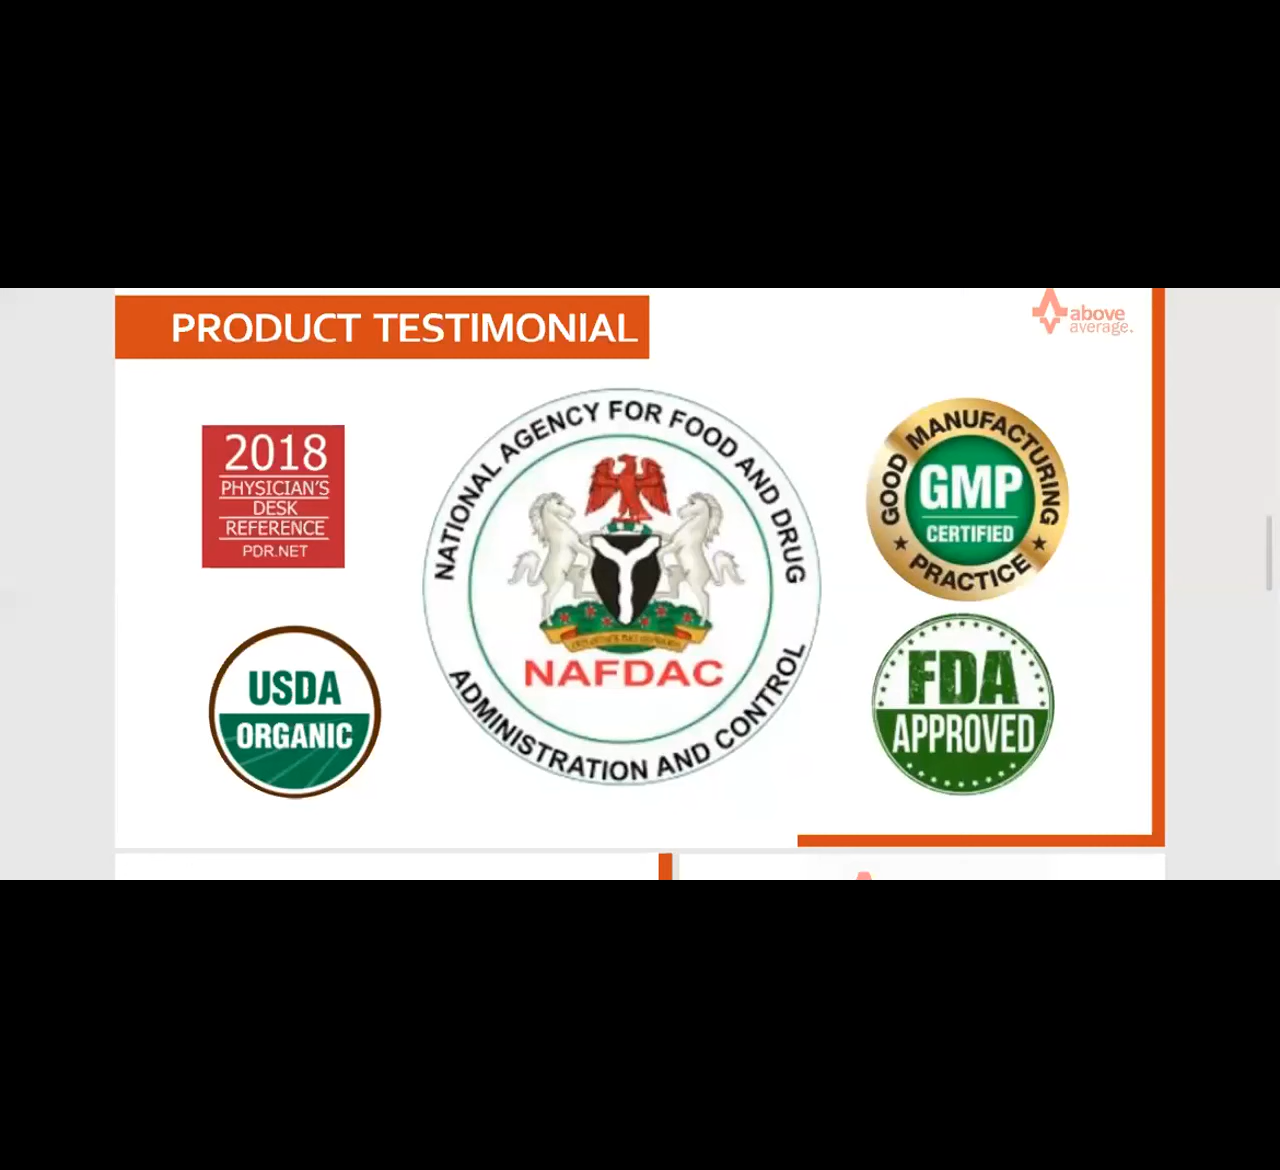 PRODUCT TESTIMONIAL
above
average.
2018
PHYSICIAN'S
DESK
REFERENCE
PDR.NET
NATIONAL AGENCY FOR FOOD AND DRUG
NAFDAC
ADMINISTRATION AND CONTROL
GOOD MANUFACTURING
GMP
CERTIFIED
PRACTICE
USDA
ORGANIC
FDA
APPROVED